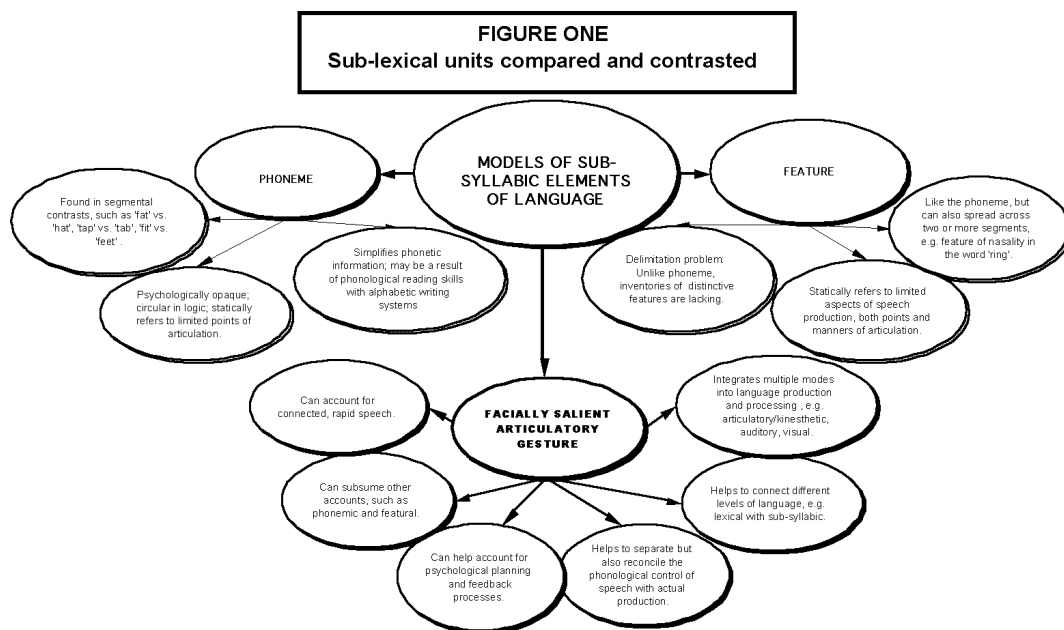 FIGURE ONE
Sub-lexical units compared and contrasted
MODELS OF SUB-
SYLLABIC ELEMENTS
OF LANGUAGE
PHONEME
FEATURE
Found in segmental
contrasts, such as 'fat' vs.
'hat', 'tap' vs. 'tab', 'fit' vs.
'feet' .
Psychologically opaque;
circular in logic; statically
refers to limited points of
articulation.
Simplifies phonetic
information; may be a result
of phonological reading skills
with alphabetic writing
systems
Delimitation problem:
Unlike phoneme,
inventories of distinctive
features are lacking.
Like the phoneme, but
can also spread across
two or more segments,
e.g. feature of nasality in
the word 'ring'.
Statically refers to limited
aspects of speech
production, both points and
manners of articulation.
FACIALLY SALIENT
ARTICULATORY
GESTURE
Can account for
connected, rapid speech.
Can subsume other
accounts, such as
phonemic and featural.
Can help account for
psychological planning
and feedback
processes.
Helps to separate but
also reconcile the
phonological control of
speech with actual
production.
Helps to connect different
levels of language, e.g.
lexical with sub-syllabic.
Integrates multiple modes
into language production
and processing , e.g.
articulatory/kinesthetic,
auditory, visual.